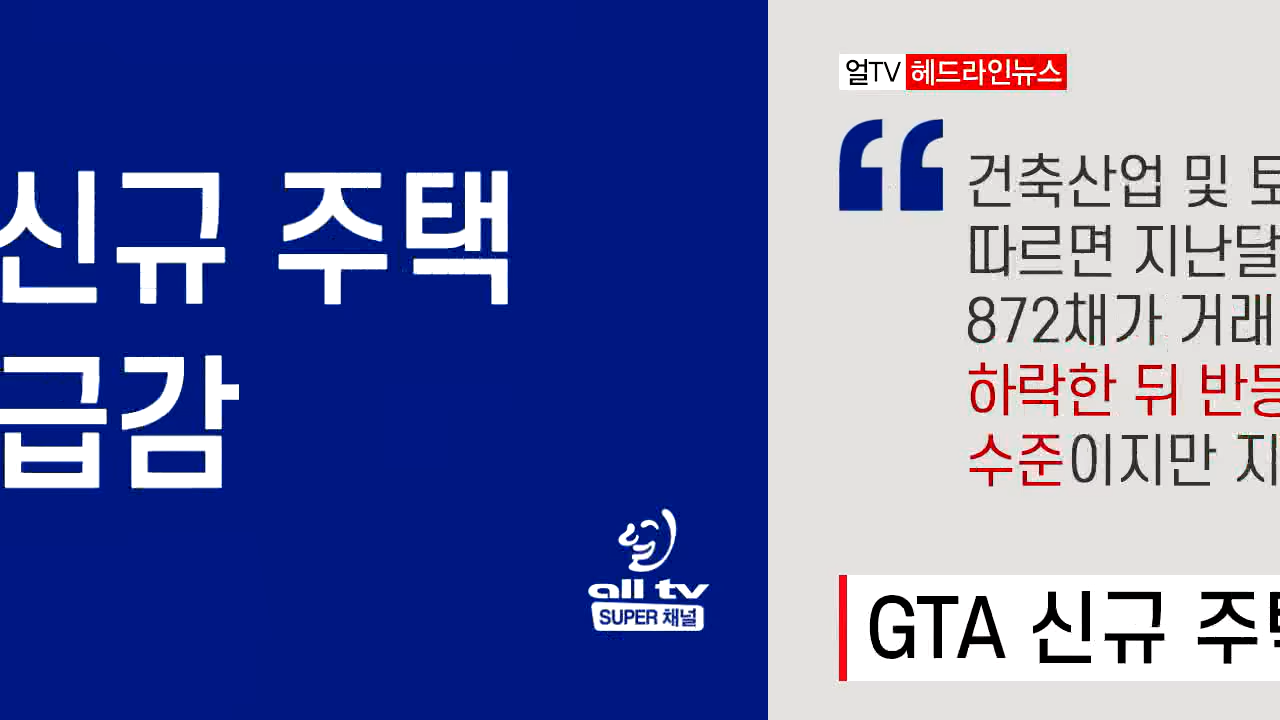 신규 주택
급감
all tv
SUPER 채널
얼TV 헤드라인뉴스
건축산업 및
따르면 지난달
872채가 거래
하락한 뒤 반등
수준이지만
GTA 신규